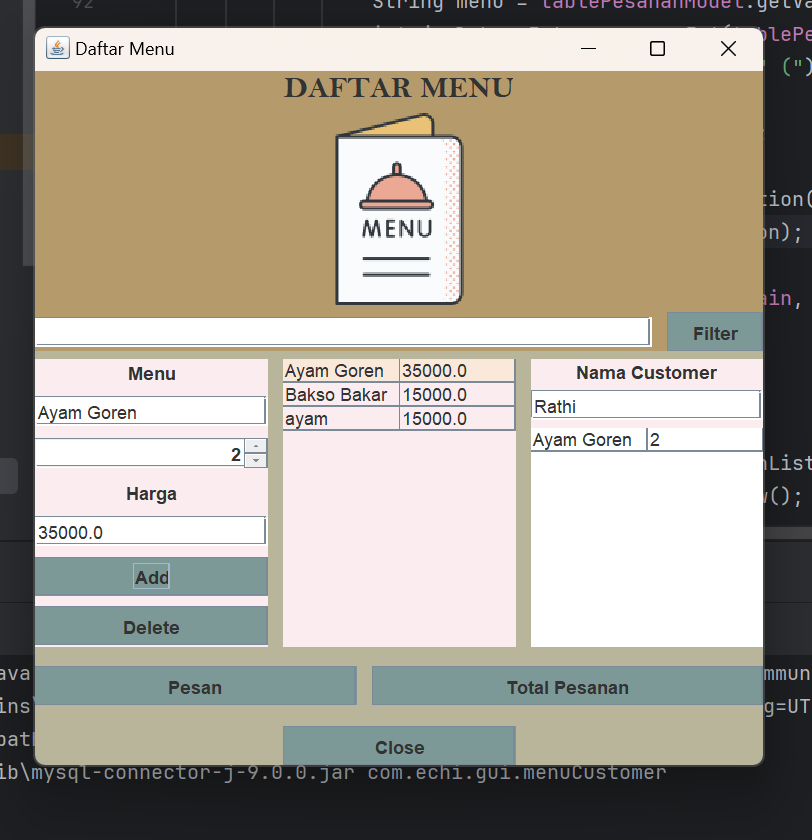 92
String menu = tablePesananModel.getVa
Daftar Menu
" (")
DAFTAR MENU
MENU
tion(
on);
ain,
Filter
Menu
Nama Customer
Ayam Goren 35000.0
Bakso Bakar 15000.0
ayam 15000.0
Ayam Goren
Rathi
2
Ayam Goren 2
Harga
nList
w();
35000.0
Add
Delete
Pesan
Total Pesanan
Close
ava
mmun
ins\
g=UT
path
ib\mysql-connector-j-9.0.0.jar com.echi.gui.menuCustomer